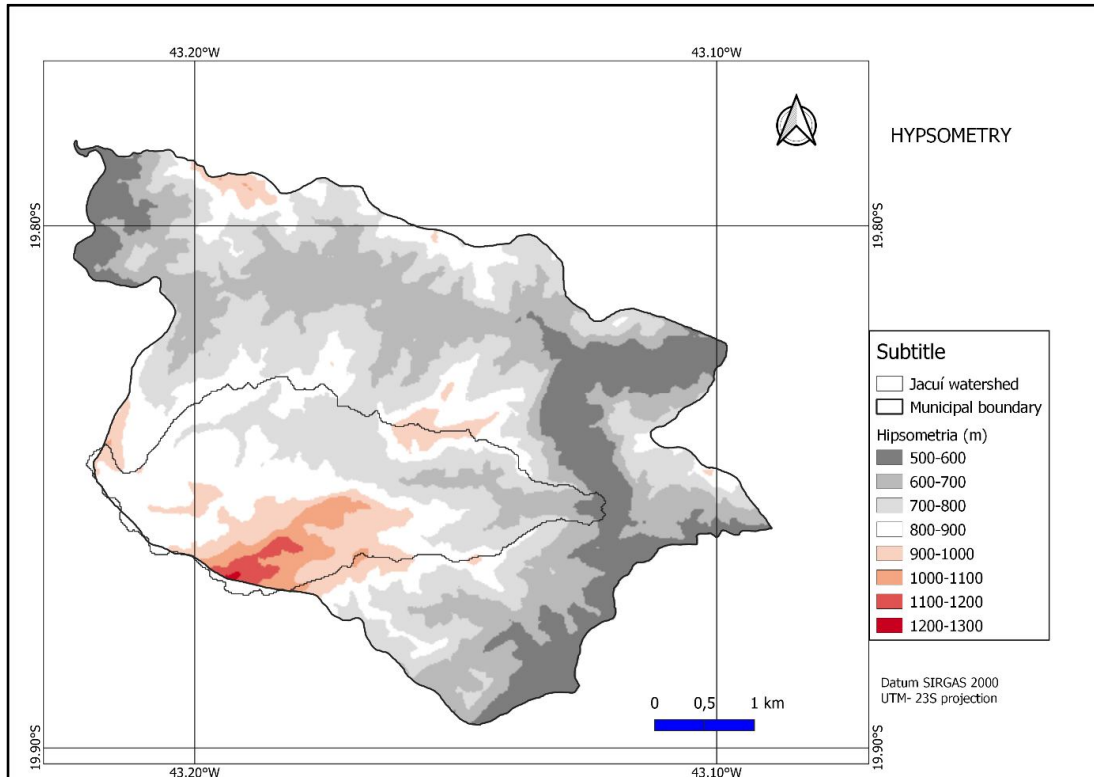 43.20°W 43.10°W
HYPSOMETRY
19.80°S 19.80°S
Subtitle
Jacuí watershed
Municipal boundary
Hipsometria (m)
500-600
600-700
700-800
800-900
900-1000
1000-1100
1100-1200
1200-1300
Datum SIRGAS 2000
UTM- 23S projection
0 0,5 1 km
19.90°S 19.90°S
43.20°W 43.10°W